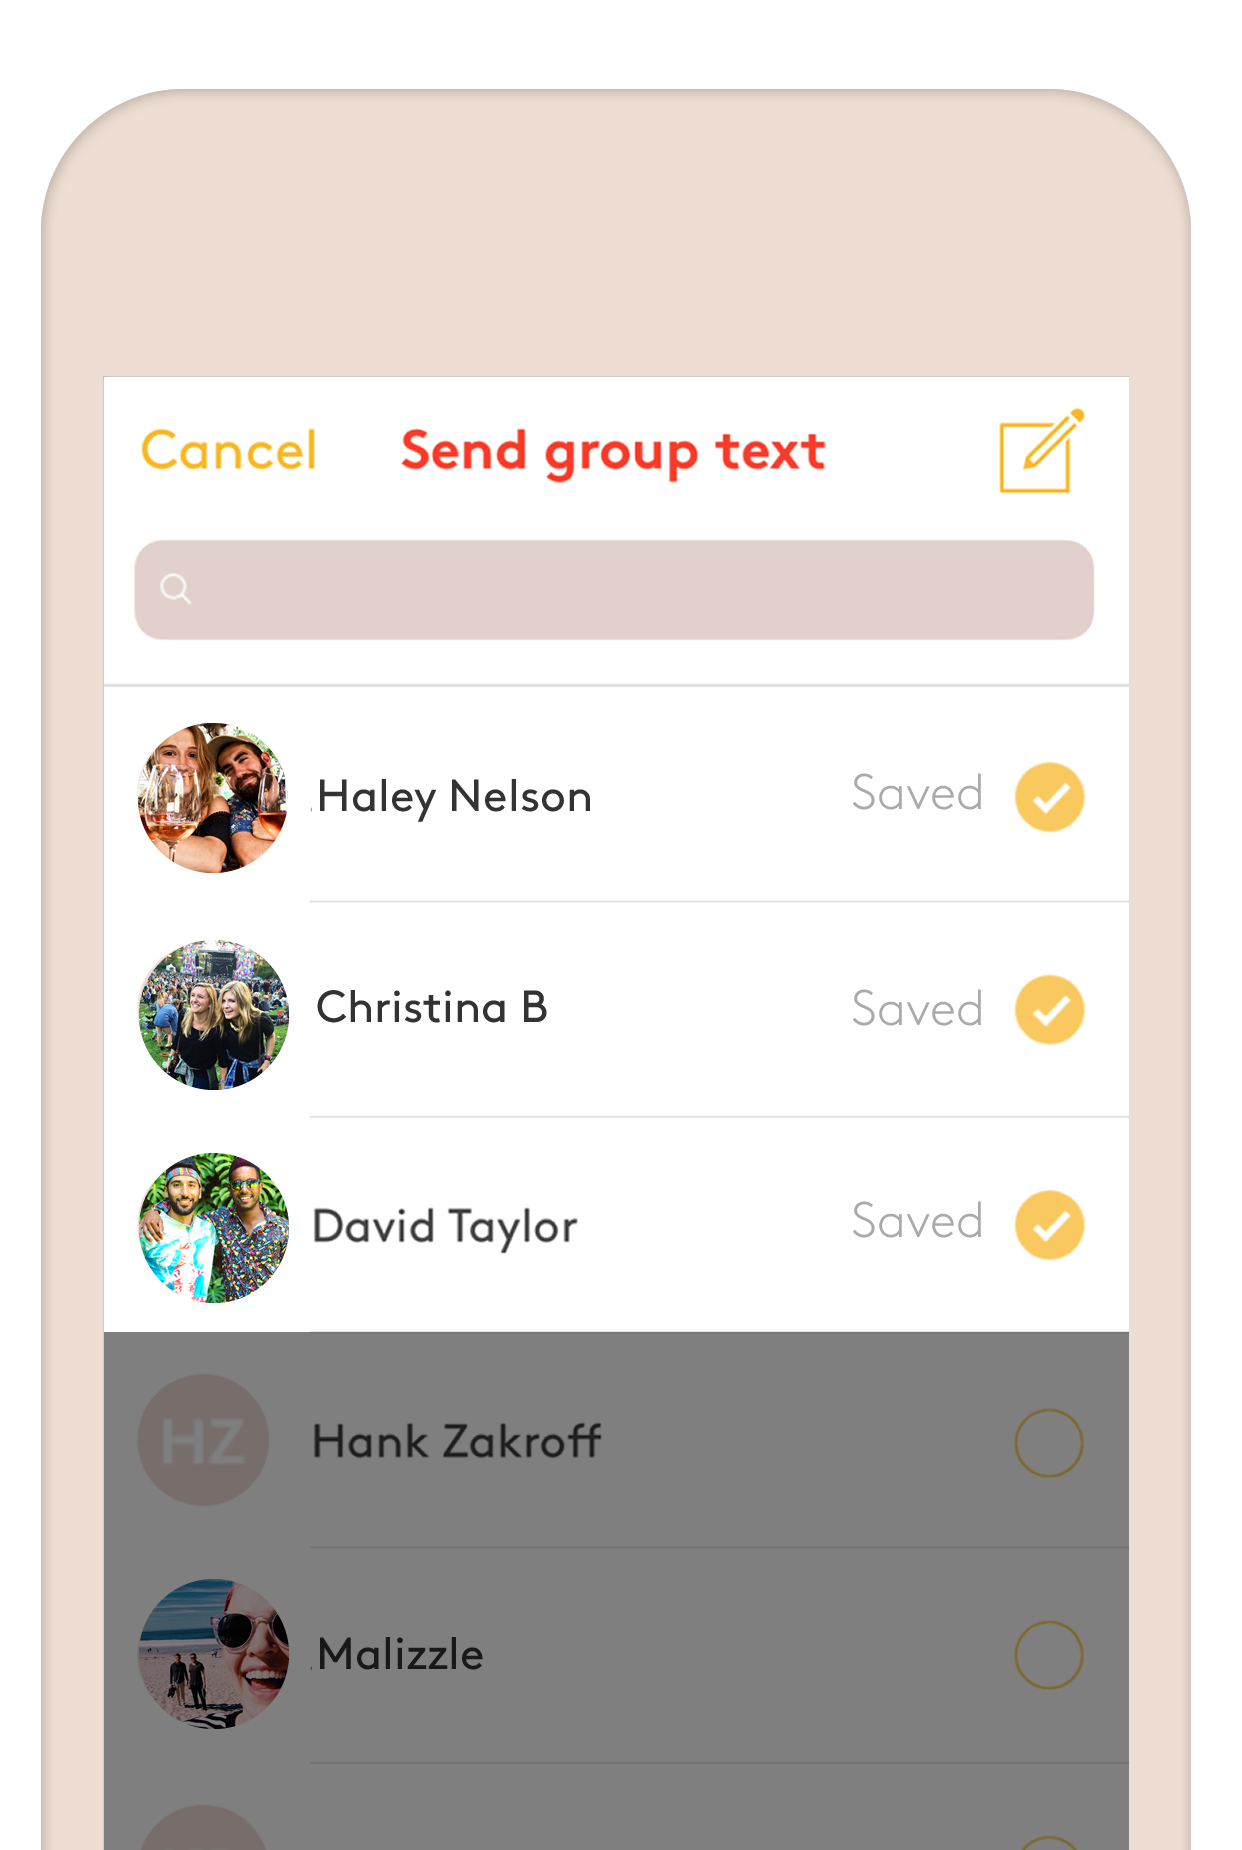 Cancel Send group text
Haley Nelson Saved
Christina B Saved
David Taylor Saved
HZ Hank Zakroff
Malizzle